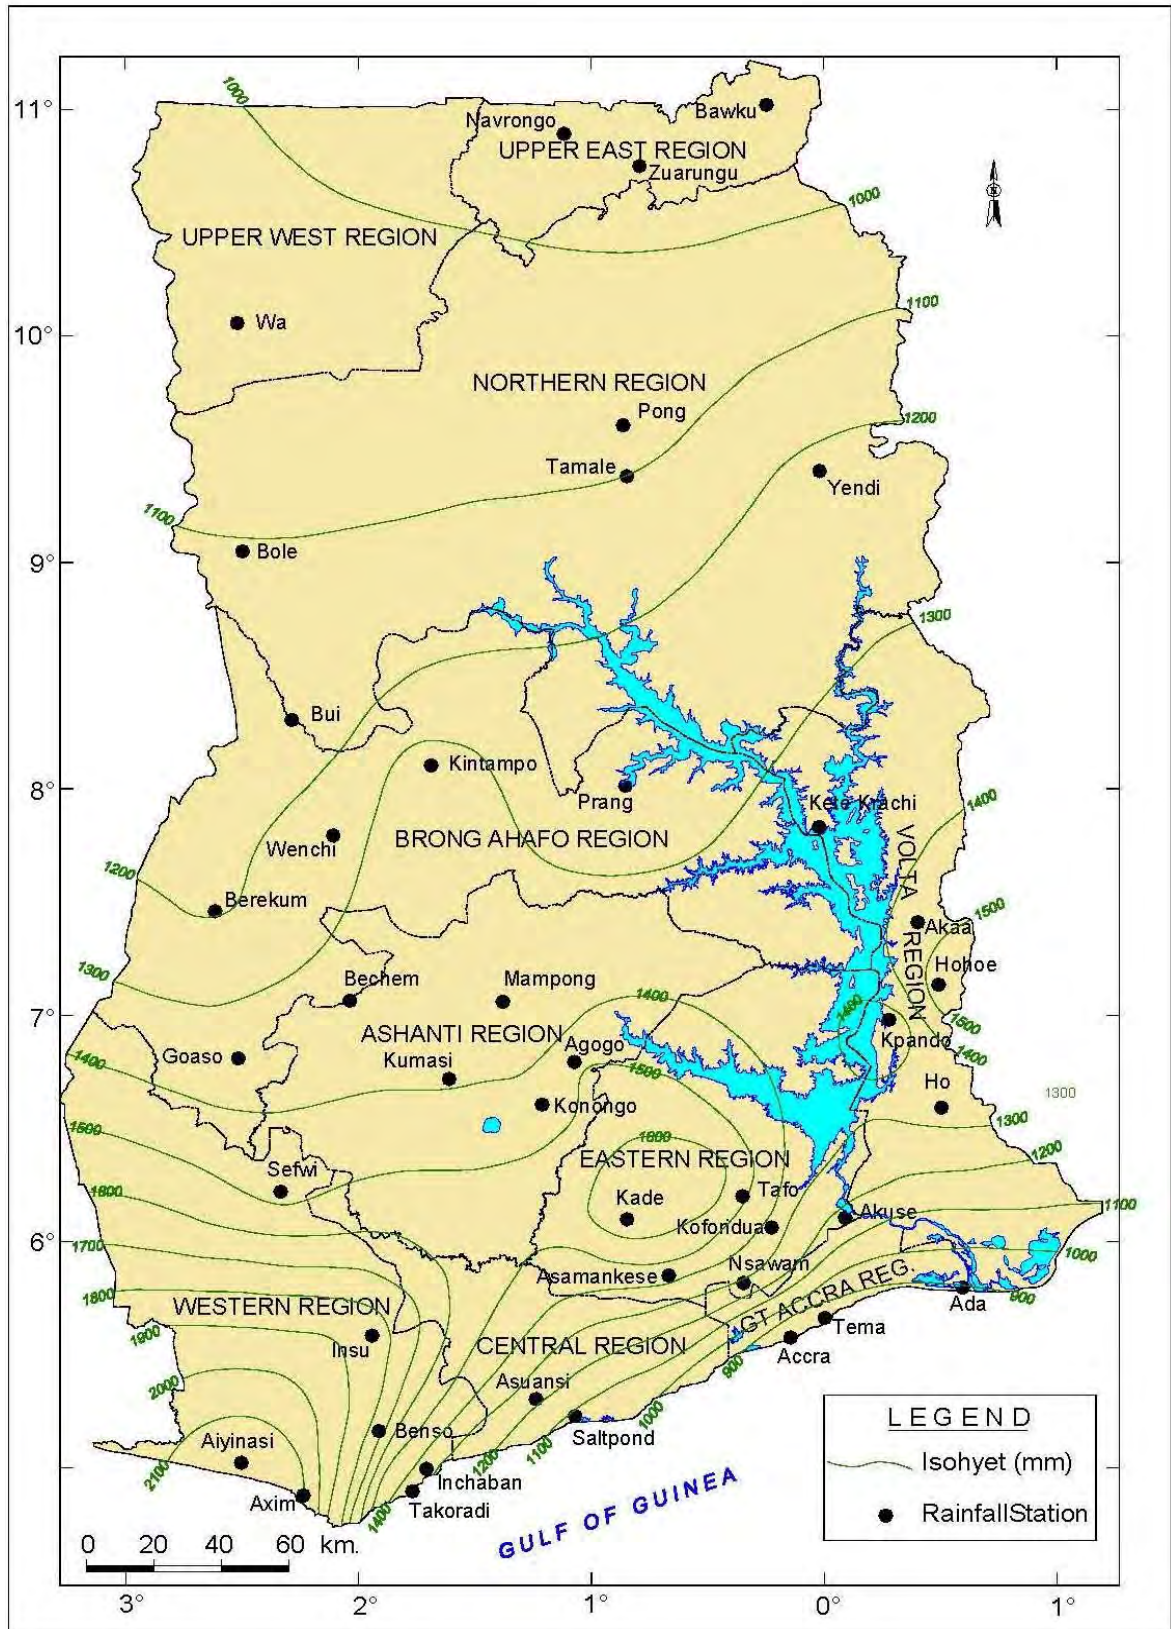 1000
11°
Navrongo
Bawku
UPPER EAST REGION
Zuarungu
1000
UPPER WEST REGION
1100
Wa
10°
NORTHERN REGION
Pong
1200
Tamale
Yendi
1100
Bole
9°
1300
Bui
Kintampo
8°
Prang
Kete Krachi
1400
BRONG AHAFO REGION
Wenchi
VOLTA REGION
1200
Berekum
1500
Akaa
1300
Hohoe
Bechem
Mampong
1400
1400
7°
ASHANTI REGION
1500
Kpando
Goaso
Agogo
1400
1400
Kumasi
1500
Ho
1300
Konongo
1300
1500
1600
Sefwi
EASTERN REGION
1200
1600
Kade
Tafo
1100
Kofondua
Akuse
6°
1700
1000
Asamankese
Nsawam
GT ACCRA REG.
1800
WESTERN REGION
900
Ada
1900
Insu
CENTRAL REGION
Tema
Accra
900
2000
Asuansi
1000
LEGEND
Aiyinasi
Benso
Saltpond
1100
2100
1200
Isohyet (mm)
Inchaban
Axim
Takoradi
GULF OF GUINEA
RainfallStation
1400
0 20 40 60 km.
3° 2° 1° 0° 1°